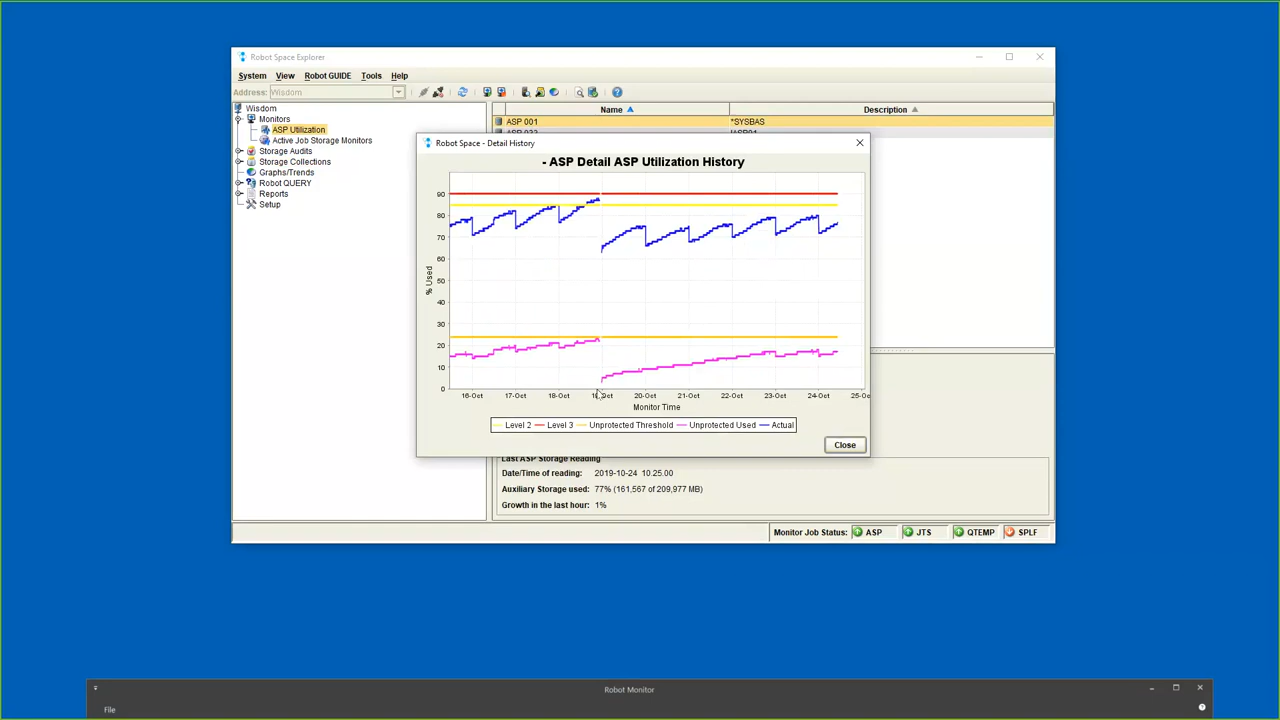 Robot Space Explorer
System View Robot GUIDE Tools Help
Address: Wisdom
Wisdom
Monitors
ASP Utilization
Active Job Storage Monitors
Storage Audits
Storage Collections
Graphs/Trends
Robot QUERY
Reports
Setup
Name Description
ASP 001 *SYSBAS
Robot Space - Detail History
- ASP Detail ASP Utilization History
% Used
90
80
70
60
50
40
30
20
10
0
16-Oct 17-Oct 18-Oct 20-Oct 21-Oct 22-Oct 23-Oct 24-Oct
Monitor Time
Level 2 Level 3 Unprotected Threshold Unprotected Used Actual
Close
Last ASP Storage Reading
Date/Time of reading: 2019-10-24 10.25.00
Auxiliary Storage used: 77% (161,567 of 209,977 MB)
Growth in the last hour: 1%
Monitor Job Status: ASP JTS QTEMP SPLF
Robot Monitor
File